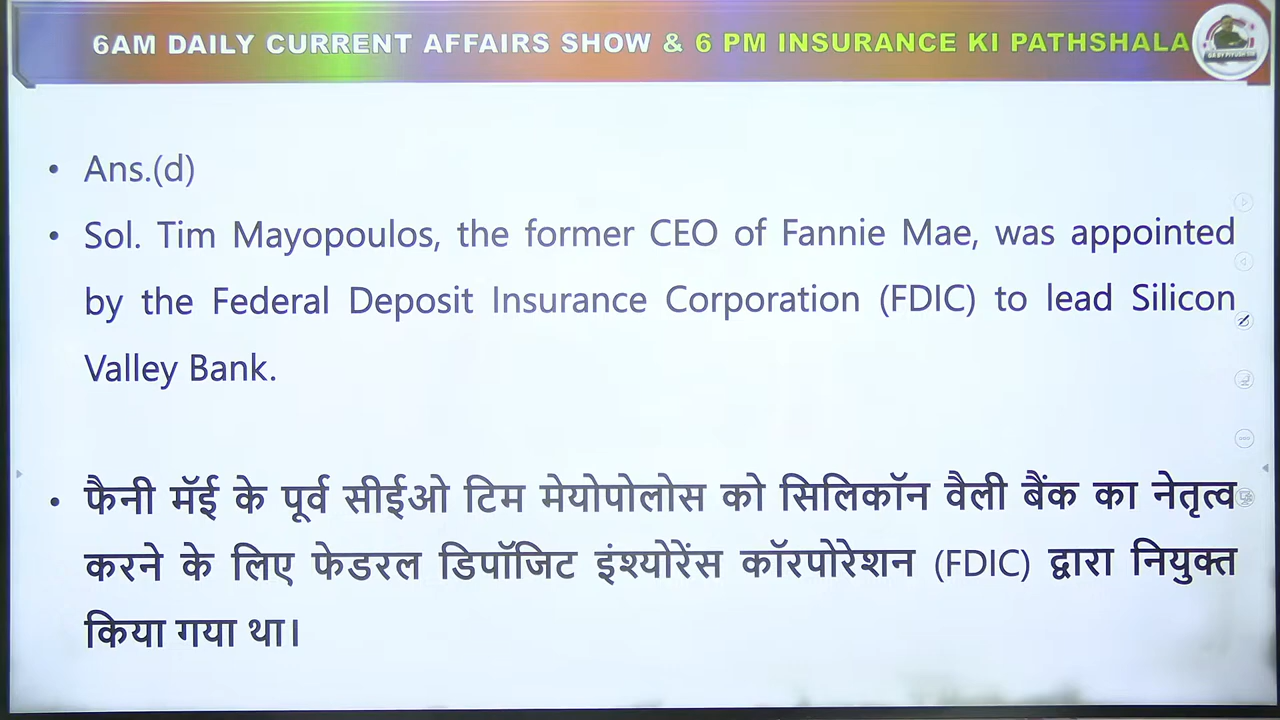 6AM DAILY CURRENT AFFAIRS SHOW & 6 PM INSURANCE KI PATHSHALA
• Ans.(d)
• Sol. Tim Mayopoulos, the former CEO of Fannie Mae, was appointed
by the Federal Deposit Insurance Corporation (FDIC) to lead Silicon
Valley Bank.
• फैनी मॅई के पूर्व सीईओ टिम मेयोपोलोस को सिलिकॉन वैली बैंक का नेतृत्व
करने के लिए फेडरल डिपॉजिट इंश्योरेंस कॉरपोरेशन (FDIC) द्वारा नियुक्त
किया गया था।